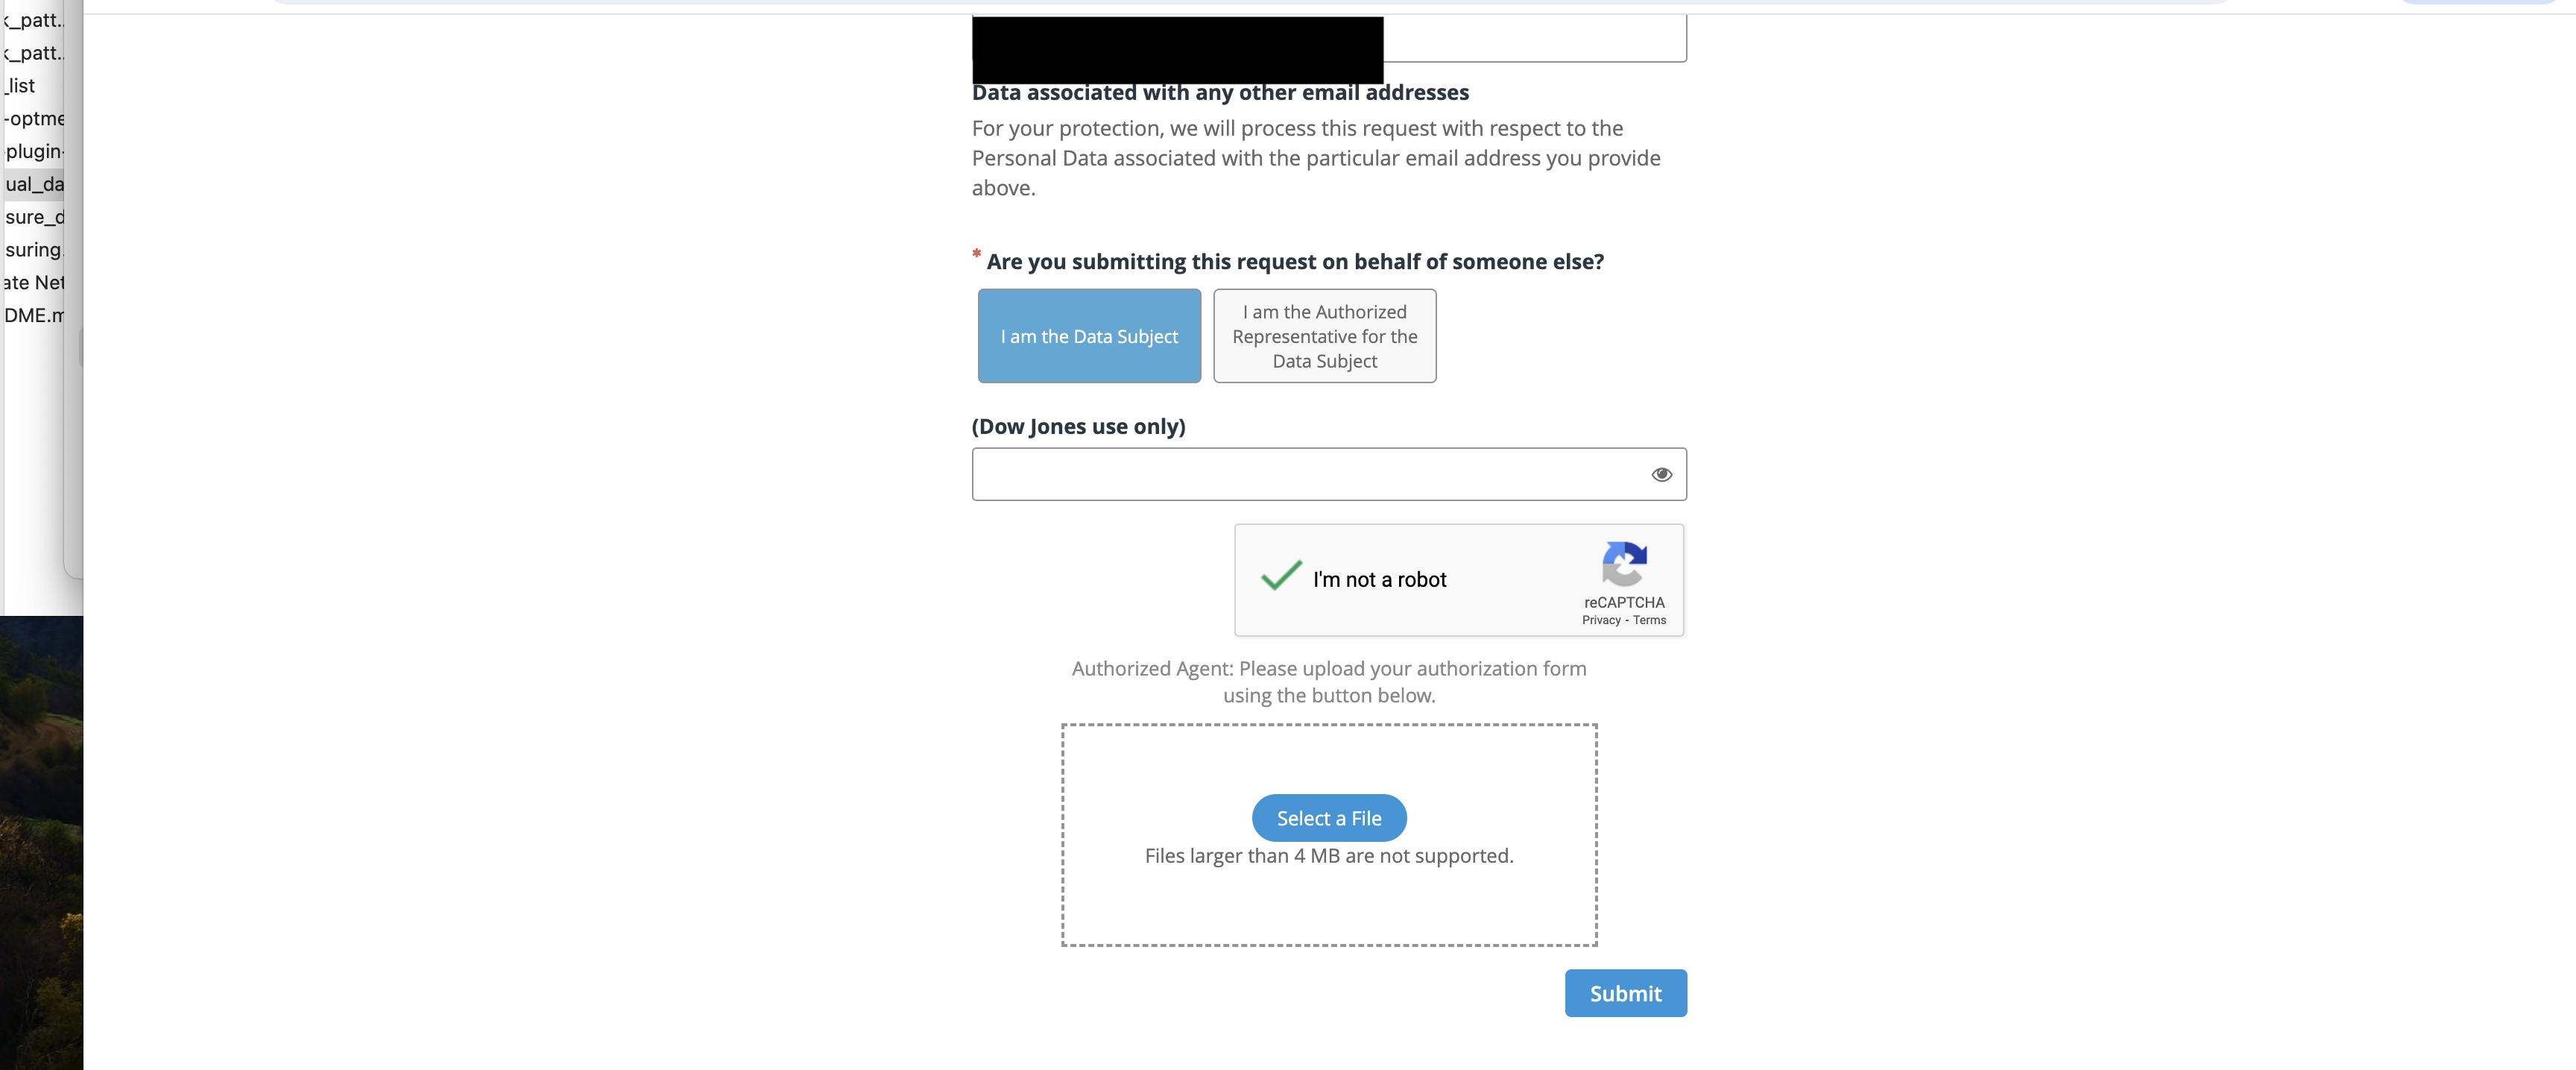 k_patt..
k_patt..
_list
-optme
plugin-
ual_da
sure_d
suring.
ate Net
DME.m
Data associated with any other email addresses
For your protection, we will process this request with respect to the
Personal Data associated with the particular email address you provide
above.
* Are you submitting this request on behalf of someone else?
I am the Data Subject
I am the Authorized
Representative for the
Data Subject
(Dow Jones use only)
I'm not a robot
reCAPTCHA
Privacy - Terms
Authorized Agent: Please upload your authorization form
using the button below.
Select a File
Files larger than 4 MB are not supported.
Submit